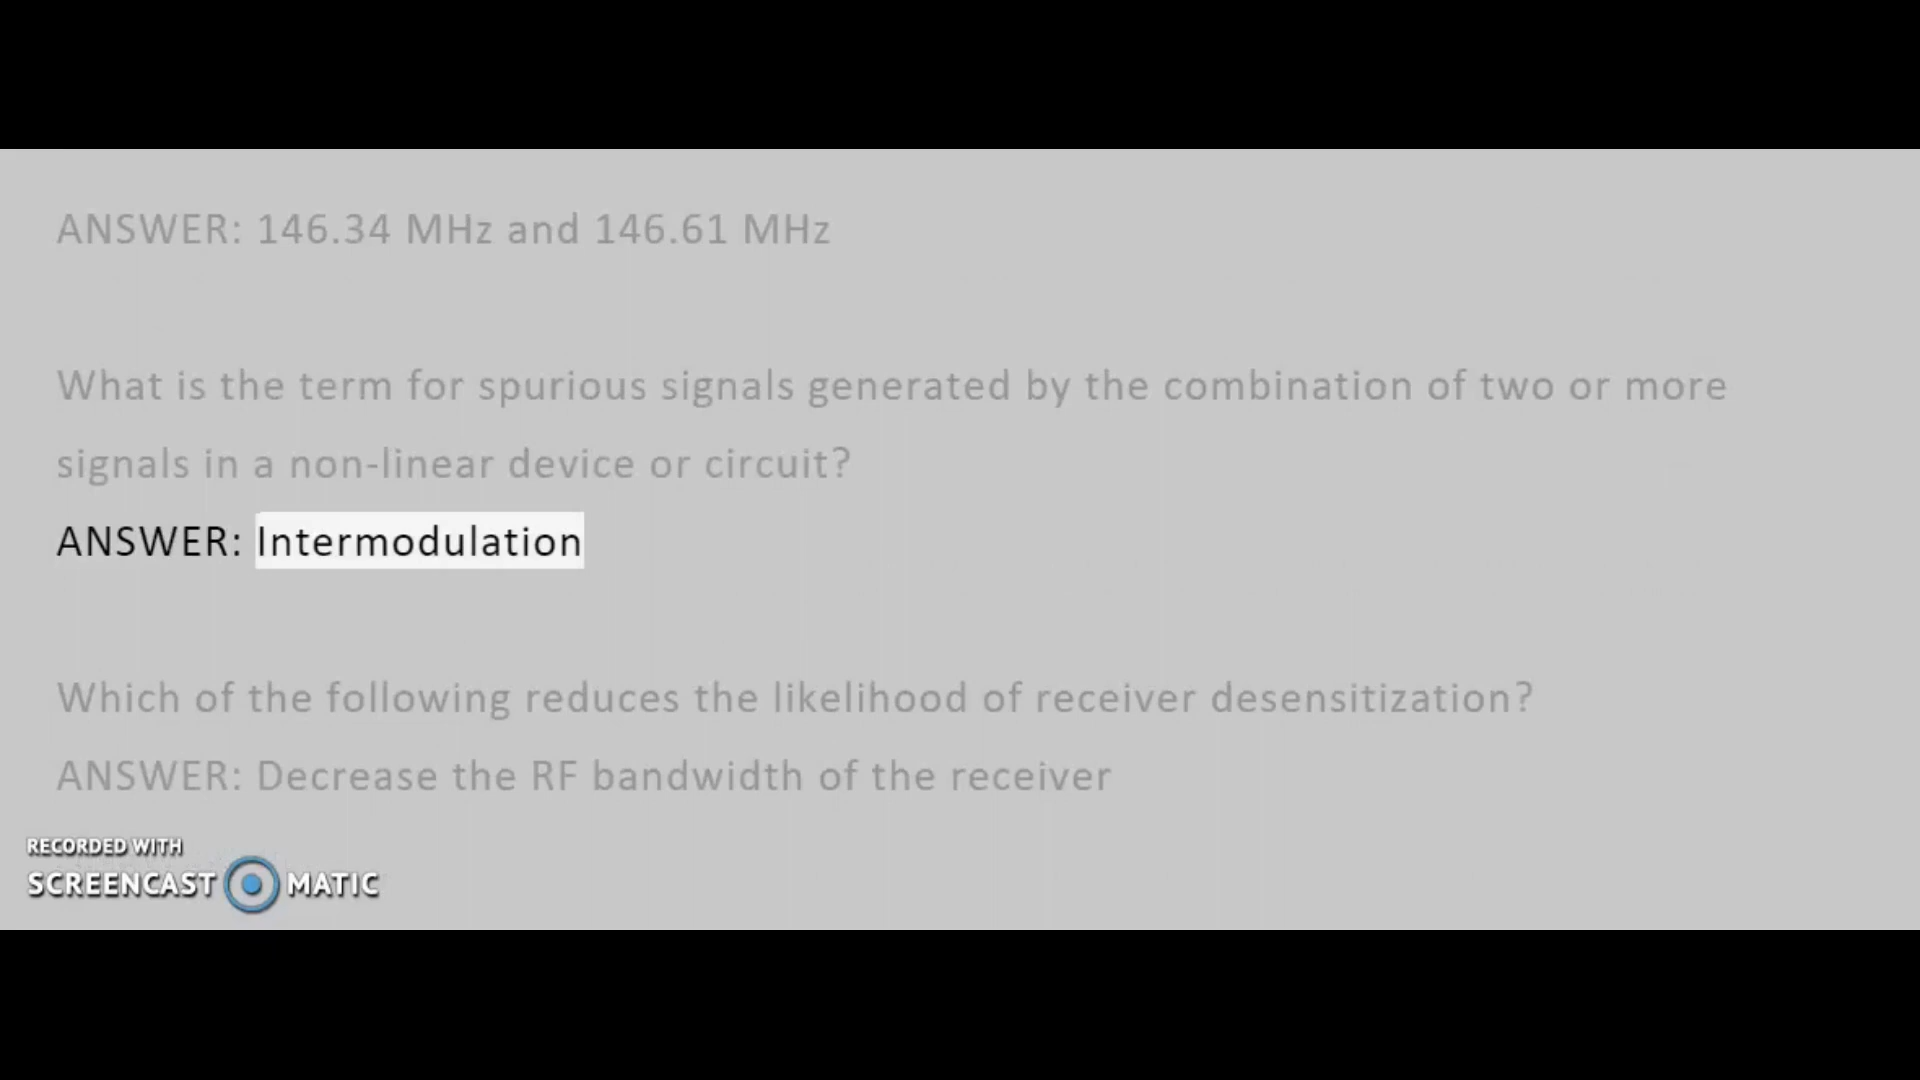 ANSWER: 146.34 MHz and 146.61 MHz
What is the term for spurious signals generated by the combination of two or more
signals in a non-linear device or circuit?
ANSWER: Intermodulation
Which of the following reduces the likelihood of receiver desensitization?
ANSWER: Decrease the RF bandwidth of the receiver
RECORDED WITH
SCREENCAST MATIC